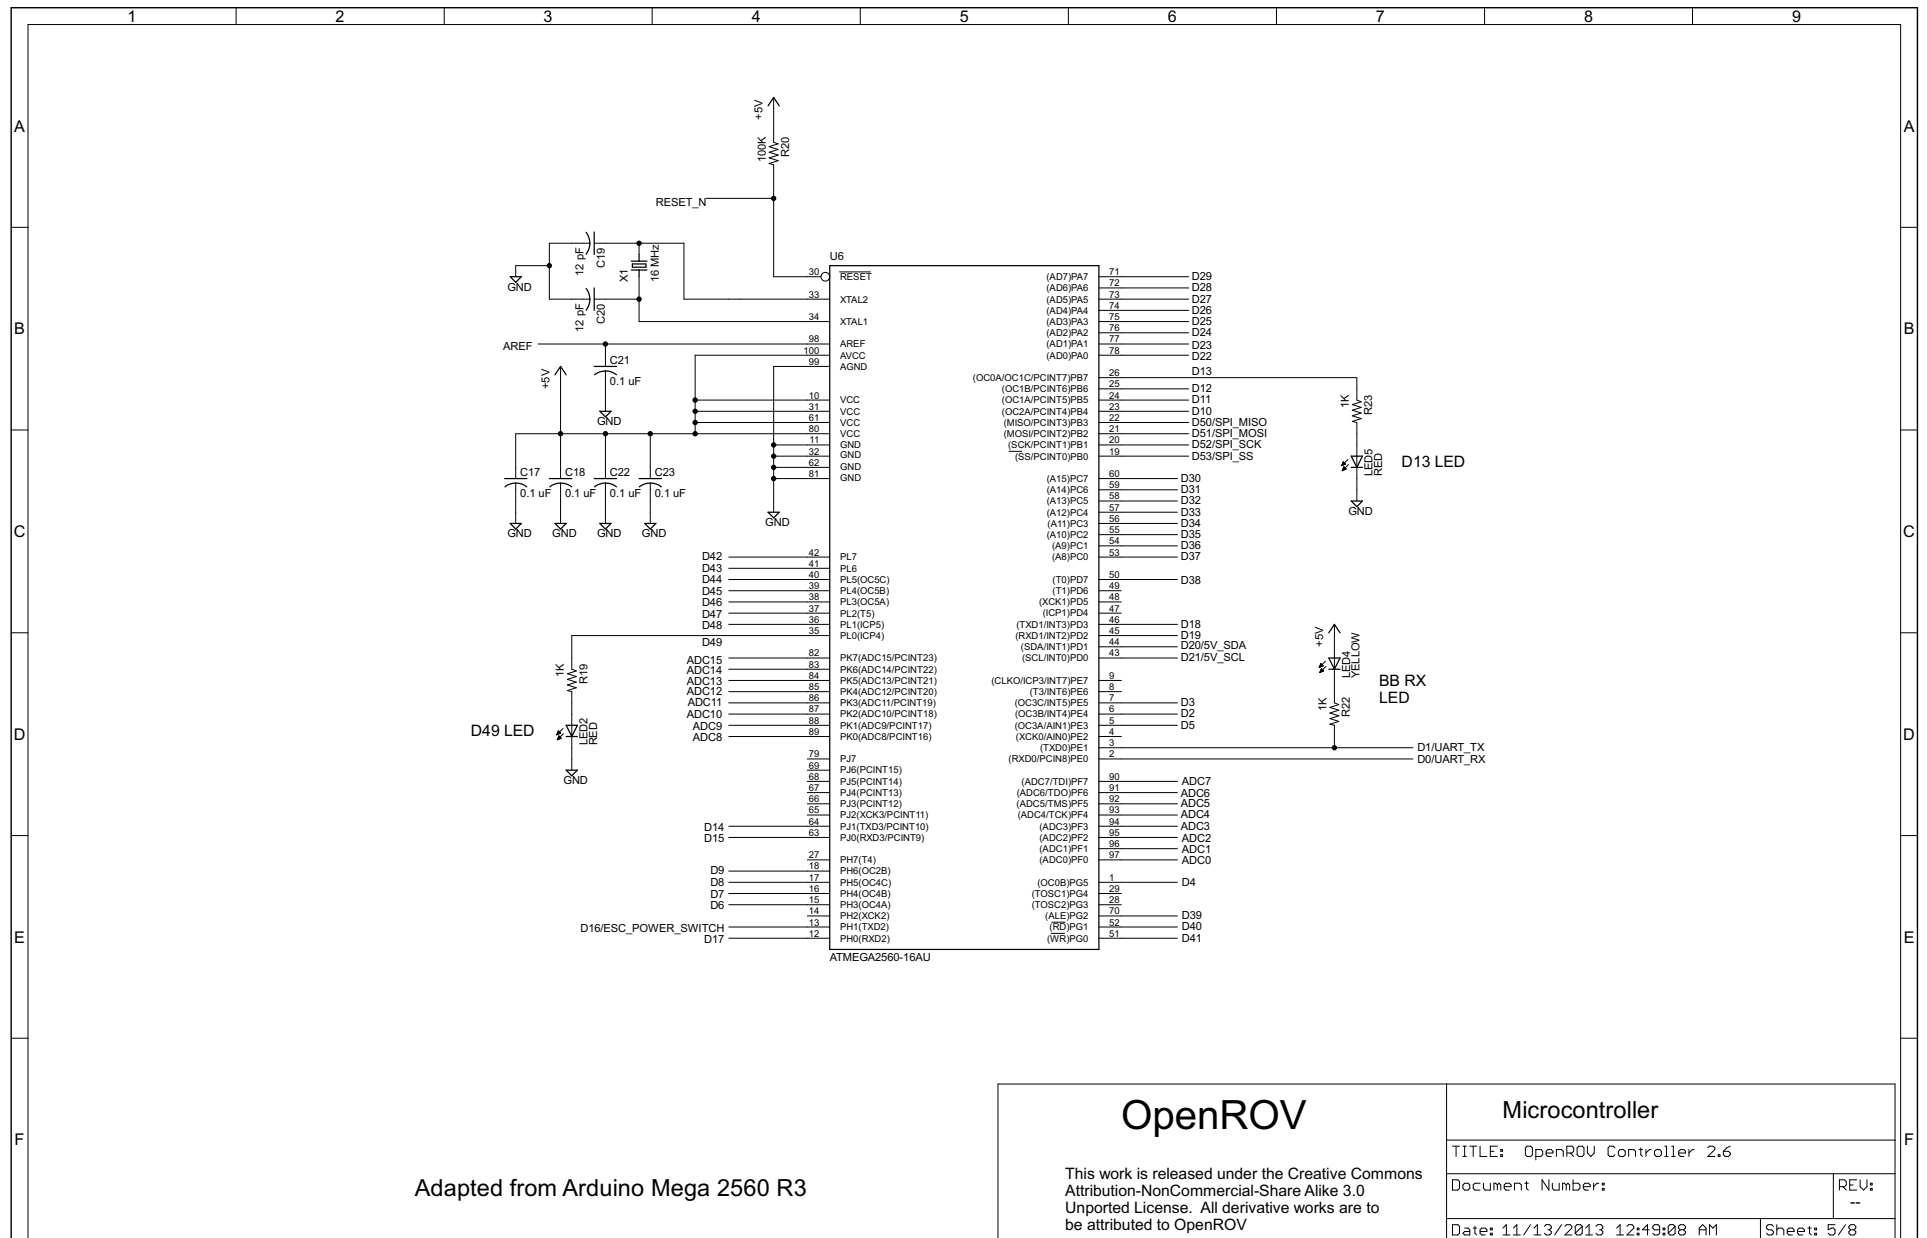 1 2 3 4 5 6 7 8 9
A A
B B
C C
D D
E E
F F
+5V
100K
R20
RESET_N
12 pF
C19
X1
16 MHz
12 pF
C20
GND
AREF
C21
0.1 uF
GND
+5V
C17
0.1 uF
C18
0.1 uF
C22
0.1 uF
C23
0.1 uF
GND GND GND GND
GND
U6
30 RESET
33 XTAL2
34 XTAL1
98 AREF
100 AVCC
99 AGND
10 VCC
31 VCC
61 VCC
80 VCC
11 GND
32 GND
62 GND
81 GND
D42 42 PL7
D43 41 PL6
D44 40 PL5(OC5C)
D45 39 PL4(OC5B)
D46 38 PL3(OC5A)
D47 37 PL2(T5)
D48 36 PL1(ICP5)
D49 35 PL0(ICP4)
ADC15 82 PK7(ADC15/PCINT23)
ADC14 83 PK6(ADC14/PCINT22)
ADC13 84 PK5(ADC13/PCINT21)
ADC12 85 PK4(ADC12/PCINT20)
ADC11 86 PK3(ADC11/PCINT19)
ADC10 87 PK2(ADC10/PCINT18)
ADC9 88 PK1(ADC9/PCINT17)
ADC8 89 PK0(ADC8/PCINT16)
79 PJ7
69 PJ6(PCINT15)
68 PJ5(PCINT14)
67 PJ4(PCINT13)
66 PJ3(PCINT12)
65 PJ2(XCK3/PCINT11)
D14 64 PJ1(TXD3/PCINT10)
D15 63 PJ0(RXD3/PCINT9)
27 PH7(T4)
D9 18 PH6(OC2B)
D8 17 PH5(OC4C)
D7 16 PH4(OC4B)
D6 15 PH3(OC4A)
14 PH2(XCK2)
D16/ESC_POWER_SWITCH 13 PH1(TXD2)
D17 12 PH0(RXD2)
ATMEGA2560-16AU
1K
R19
D49 LED
LED2
RED
GND
(AD7)PA7 71 D29
(AD6)PA6 72 D28
(AD5)PA5 73 D27
(AD4)PA4 74 D26
(AD3)PA3 75 D25
(AD2)PA2 76 D24
(AD1)PA1 77 D23
(AD0)PA0 78 D22
(OC0A/OC1C/PCINT7)PB7 26 D13
(OC1B/PCINT6)PB6 25 D12
(OC1A/PCINT5)PB5 24 D11
(OC2A/PCINT4)PB4 23 D10
(MISO/PCINT3)PB3 22 D50/SPI_MISO
(MOSI/PCINT2)PB2 21 D51/SPI_MOSI
(SCK/PCINT1)PB1 20 D52/SPI_SCK
(SS/PCINT0)PB0 19 D53/SPI_SS
(A15)PC7 60 D30
(A14)PC6 59 D31
(A13)PC5 58 D32
(A12)PC4 57 D33
(A11)PC3 56 D34
(A10)PC2 55 D35
(A9)PC1 54 D36
(A8)PC0 53 D37
(T0)PD7 50 D38
(T1)PD6 49
(XCK1)PD5 48
(ICP1)PD4 47
(TXD1/INT3)PD3 46 D18
(RXD1/INT2)PD2 45 D19
(SDA/INT1)PD1 44 D20/5V_SDA
(SCL/INT0)PD0 43 D21/5V_SCL
(CLKO/ICP3/INT7)PE7 9
(T3/INT6)PE6 8
(OC3C/INT5)PE5 7 D3
(OC3B/INT4)PE4 6 D2
(OC3A/AIN1)PE3 5 D5
(XCK0/AIN0)PE2 4
(TXD0)PE1 3 D1/UART_TX
(RXD0/PCIN8)PE0 2 D0/UART_RX
(ADC7/TDI)PF7 90 ADC7
(ADC6/TDO)PF6 91 ADC6
(ADC5/TMS)PF5 92 ADC5
(ADC4/TCK)PF4 93 ADC4
(ADC3)PF3 94 ADC3
(ADC2)PF2 95 ADC2
(ADC1)PF1 96 ADC1
(ADC0)PF0 97 ADC0
(OC0B)PG5 1 D4
(TOSC1)PG4 29
(TOSC2)PG3 28
(ALE)PG2 70 D39
(RD)PG1 52 D40
(WR)PG0 51 D41
1K
R23
LED5
RED
D13 LED
GND
+5V
LED4
YELLOW
1K
R22
BB RX
LED
Adapted from Arduino Mega 2560 R3
OpenROV
This work is released under the Creative Commons
Attribution-NonCommercial-Share Alike 3.0
Unported License. All derivative works are to
be attributed to OpenROV
Microcontroller
TITLE: OpenROV Controller 2.6
Document Number:
REV:
--
Date: 11/13/2013 12:49:08 AM
Sheet: 5/8